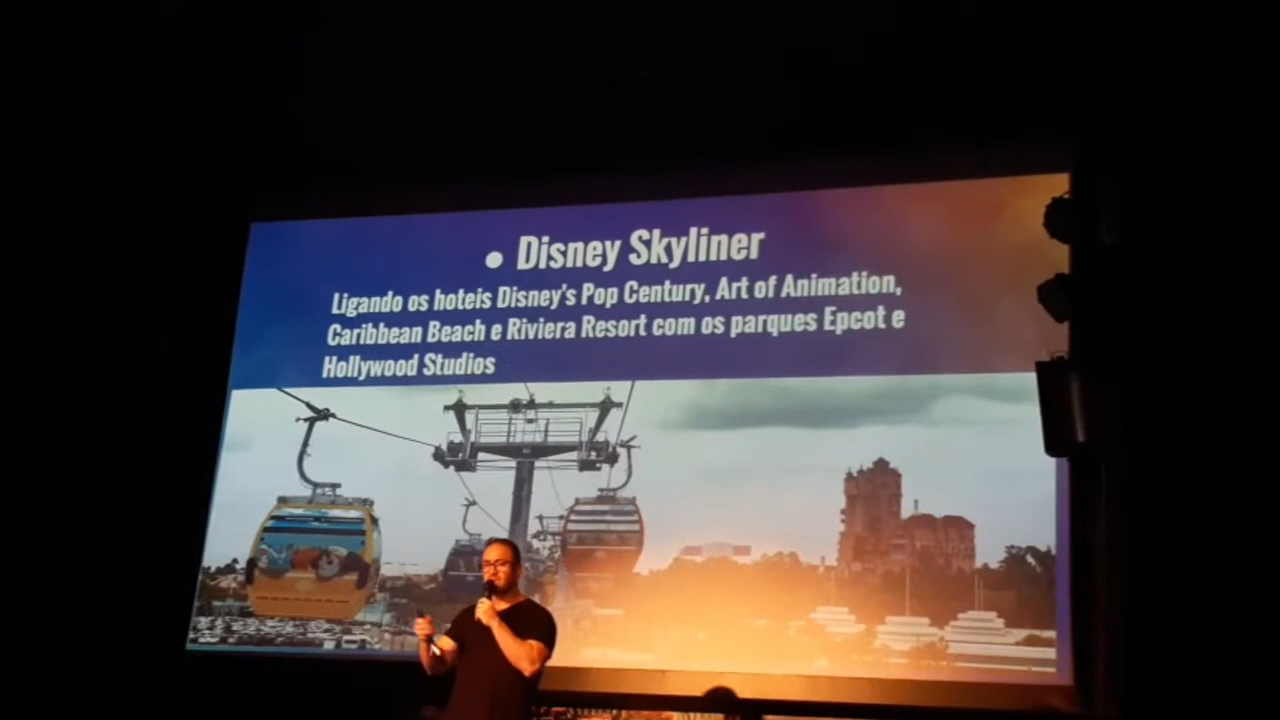 • Disney Skyliner
Ligando os hoteis Disney's Pop Century, Art of Animation,
Caribbean Beach e Riviera Resort com os parques Epcot e
Hollywood Studios